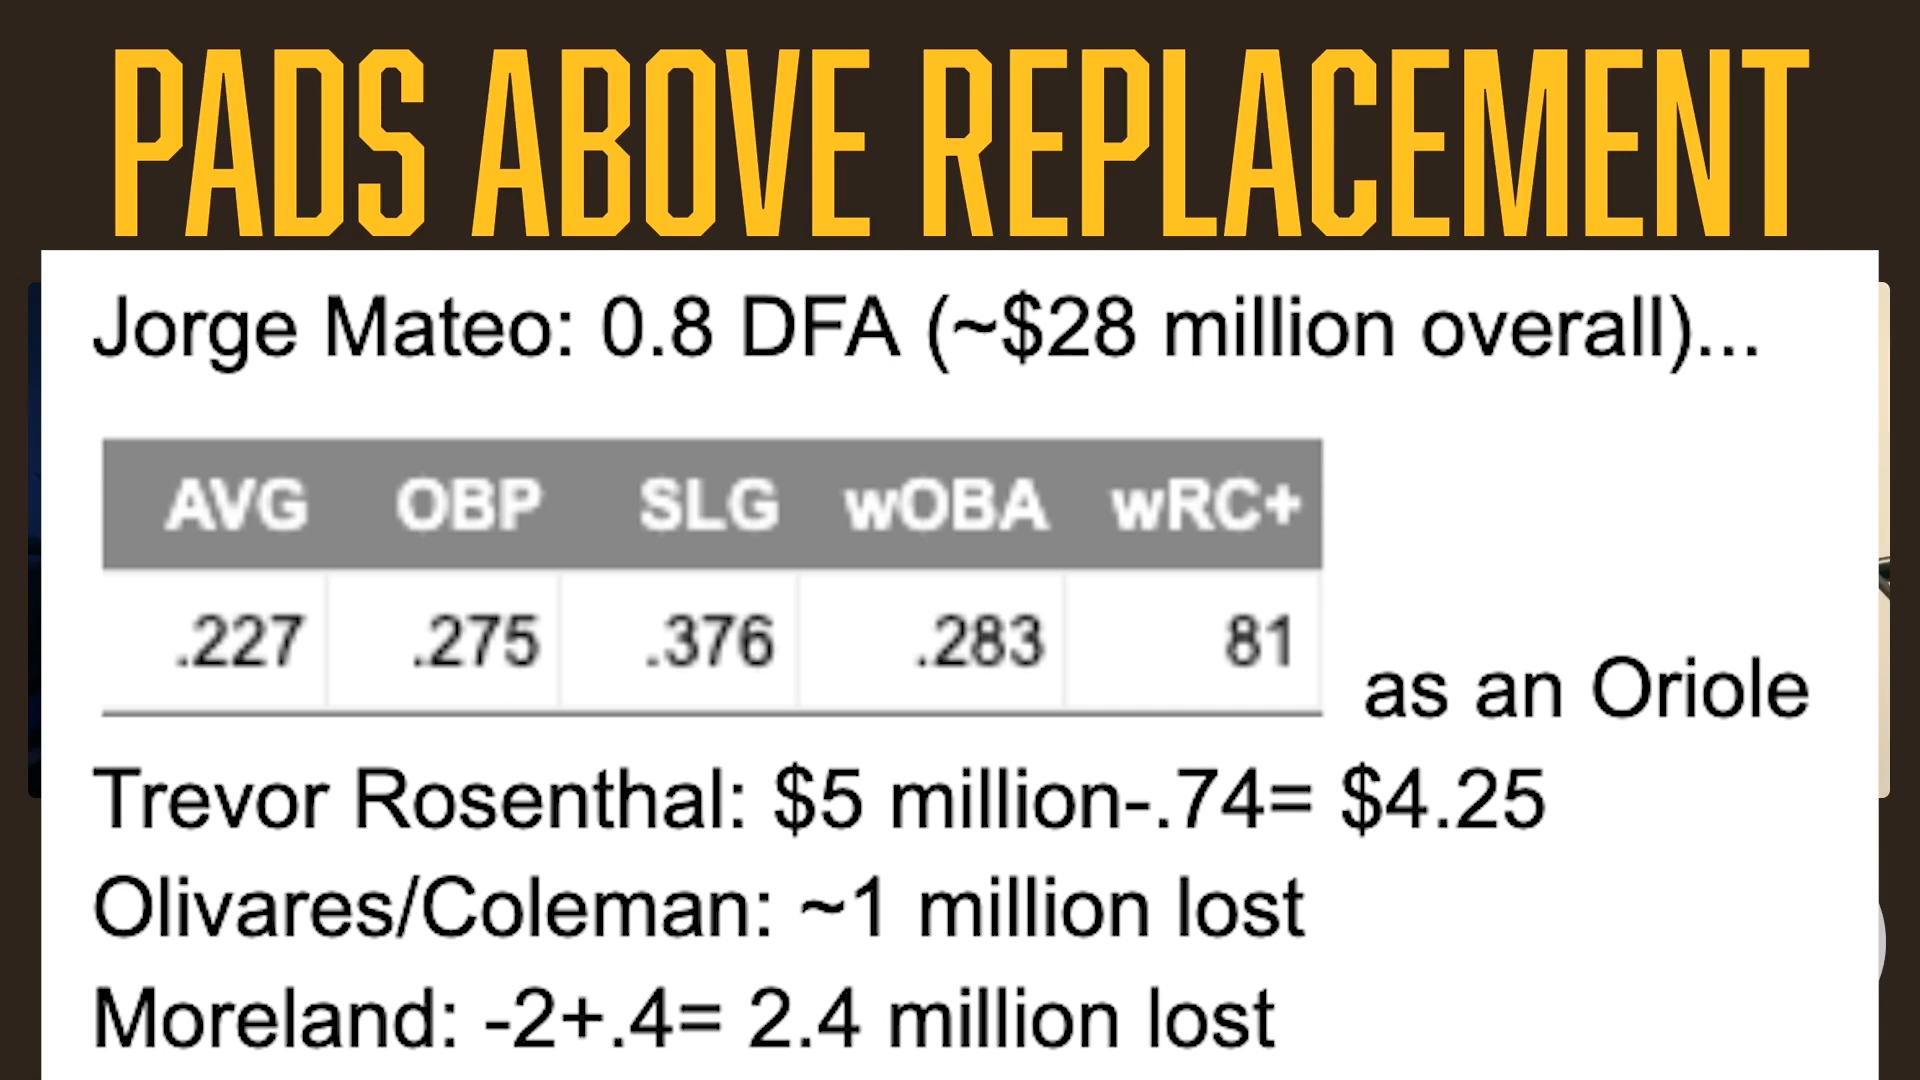 PADS ABOVE REPLACEMENT
Jorge Mateo: 0.8 DFA (~$28 million overall)...
AVG OBP SLG wOBA wRC+
.227 .275 .376 .283 81
as an Oriole
Trevor Rosenthal: $5 million-.74= $4.25
Olivares/Coleman: ~1 million lost
Moreland: -2+.4= 2.4 million lost